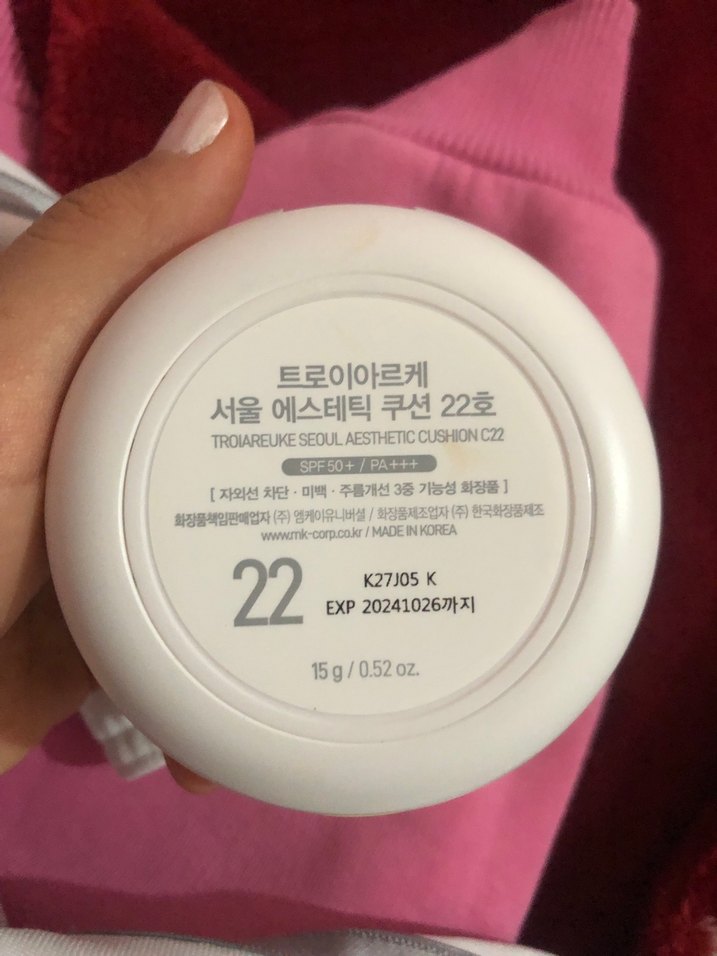 트로이아르케
서울 에스테틱 쿠션 22호
TROIAREUKE SEOUL AESTHETIC CUSHION C22
SPF 50+ / PA+++
[ 자외선 차단 · 미백 · 주름개선 3중 기능성 화장품 ]
화장품책임판매업자 (주) 엠케이유니버셜 / 화장품제조업자 (주) 한국화장품제조
www.mk-corp.co.kr / MADE IN KOREA
22
K27J05 K
EXP 20241026까지
15 g / 0.52 oz.